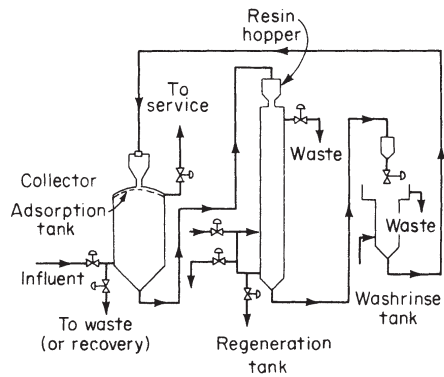 Resin
hopper
To
service
Waste
Collector
Adsorption
tank
Waste
Influent
Washrinse
tank
To waste
(or recovery)
Regeneration
tank